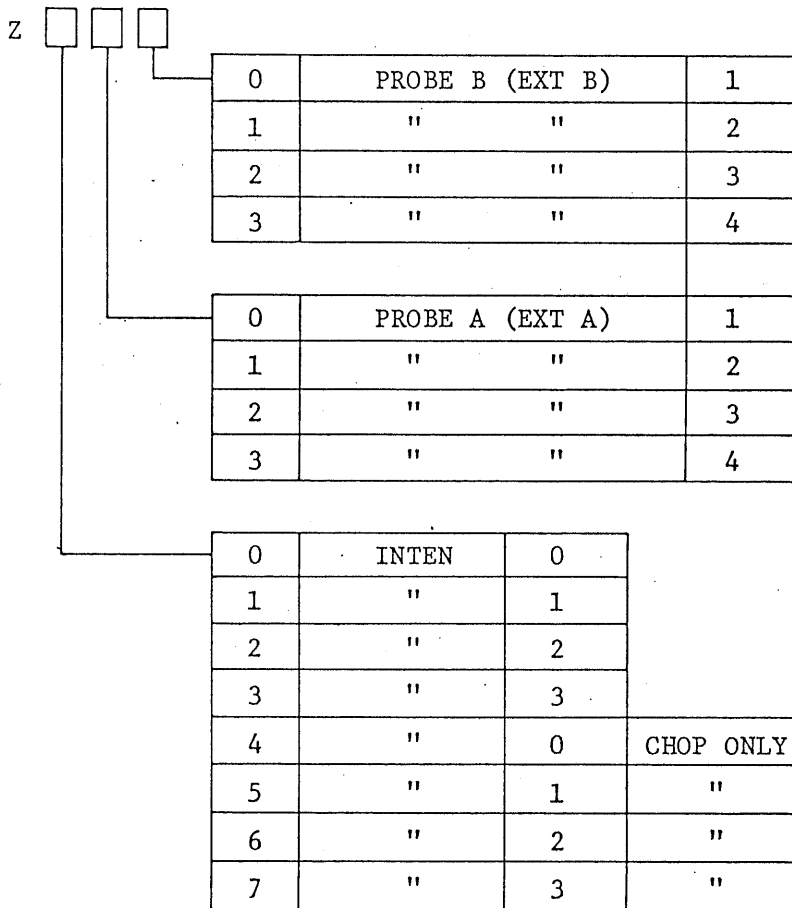 Z
0 PROBE B (EXT B) 1
1 " " 2
2 " " 3
3 " " 4
0 PROBE A (EXT A) 1
1 " " 2
2 " " 3
3 " " 4
0 INTEN 0
1 " 1
2 " 2
3 " 3
4 " 0 CHOP ONLY
5 " 1 "
6 " 2 "
7 " 3 "